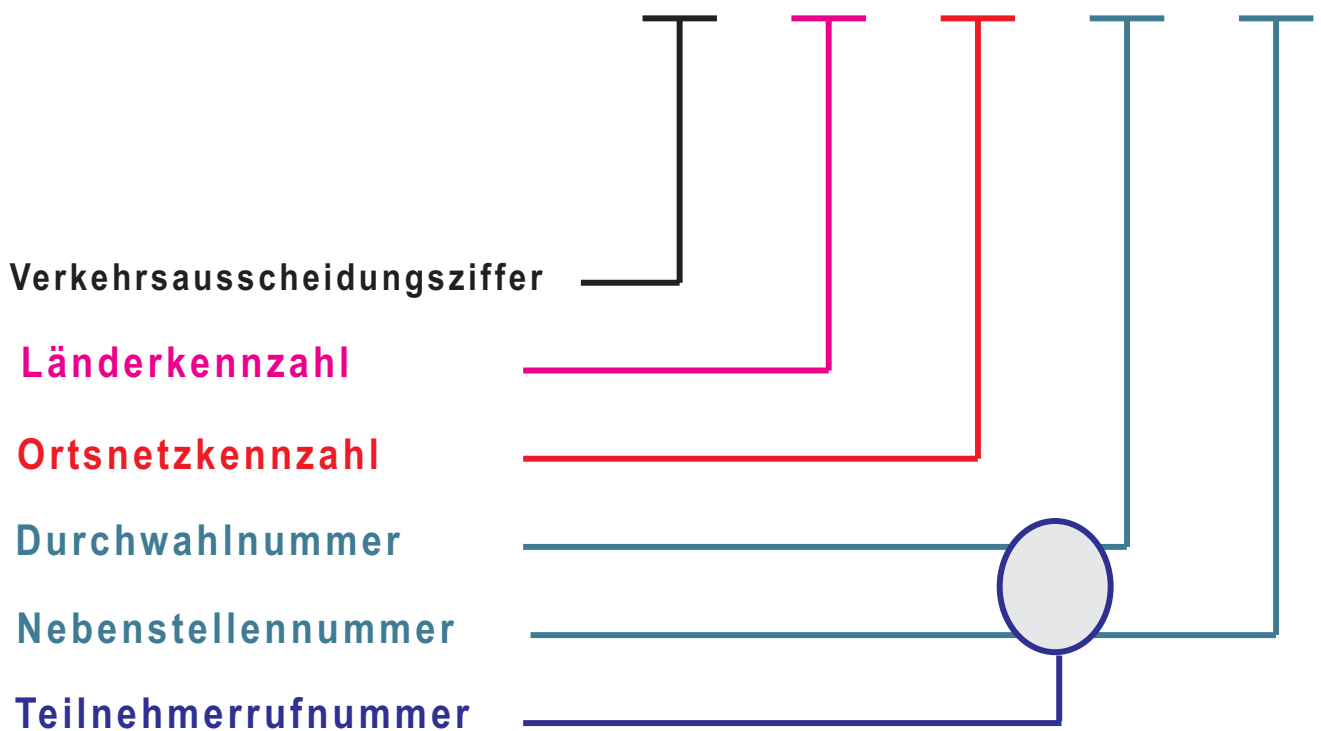 Verkehrsausscheidungsziffer
Länderkennzahl
Ortsnetzkennzahl
Durchwahlnummer
Nebenstellennummer
Teilnehmerrufnummer